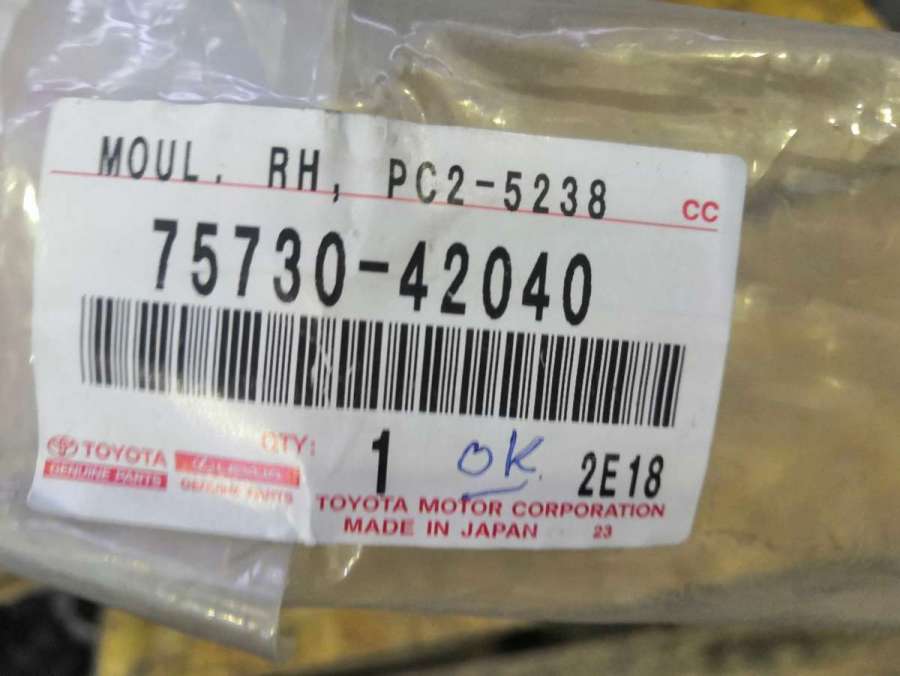 MOUL. RH, PC2-5238 CC
75730-42040
QTY: 1 OK 2E18
TOYOTA
GENUINE PARTS GENUINE PARTS
TOYOTA MOTOR CORPORATION
MADE IN JAPAN 23